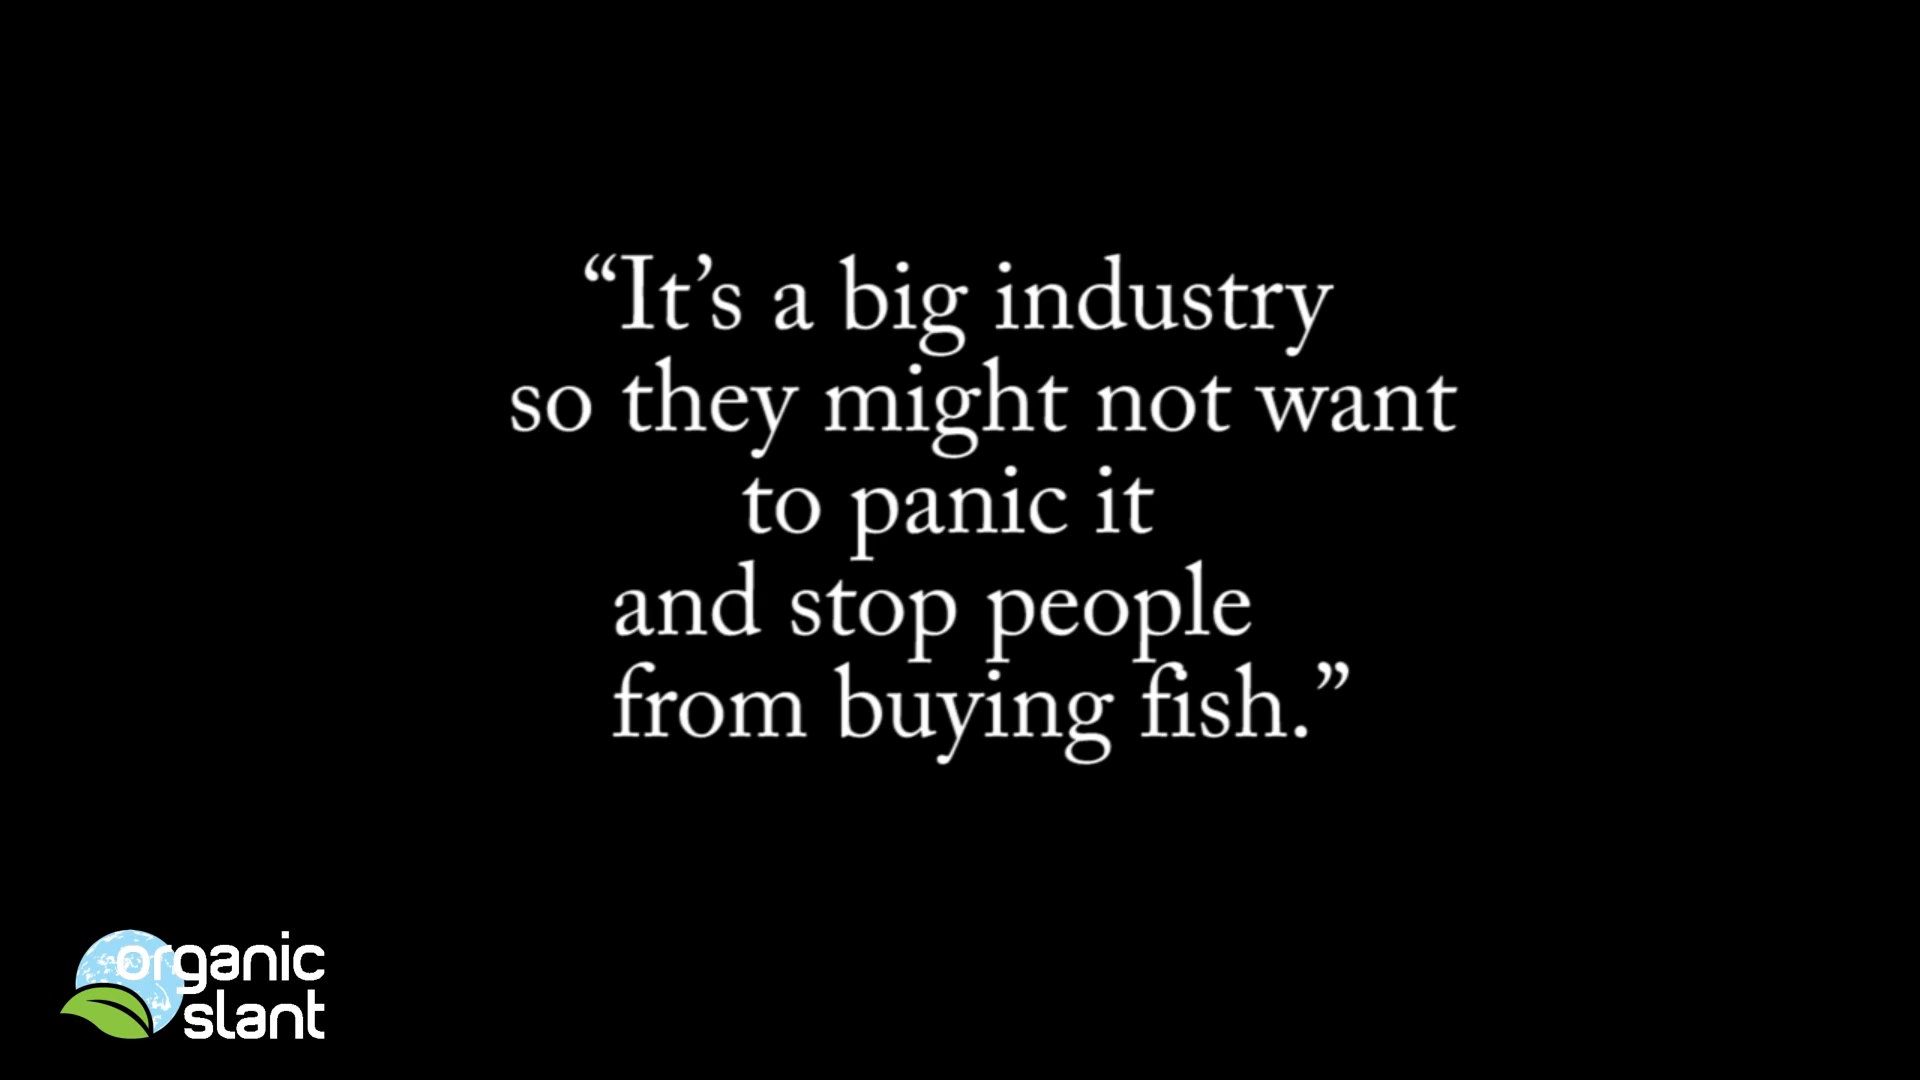 “It’s a big industry
so they might not want
to panic it
and stop people
from buying fish.”
organic
slant